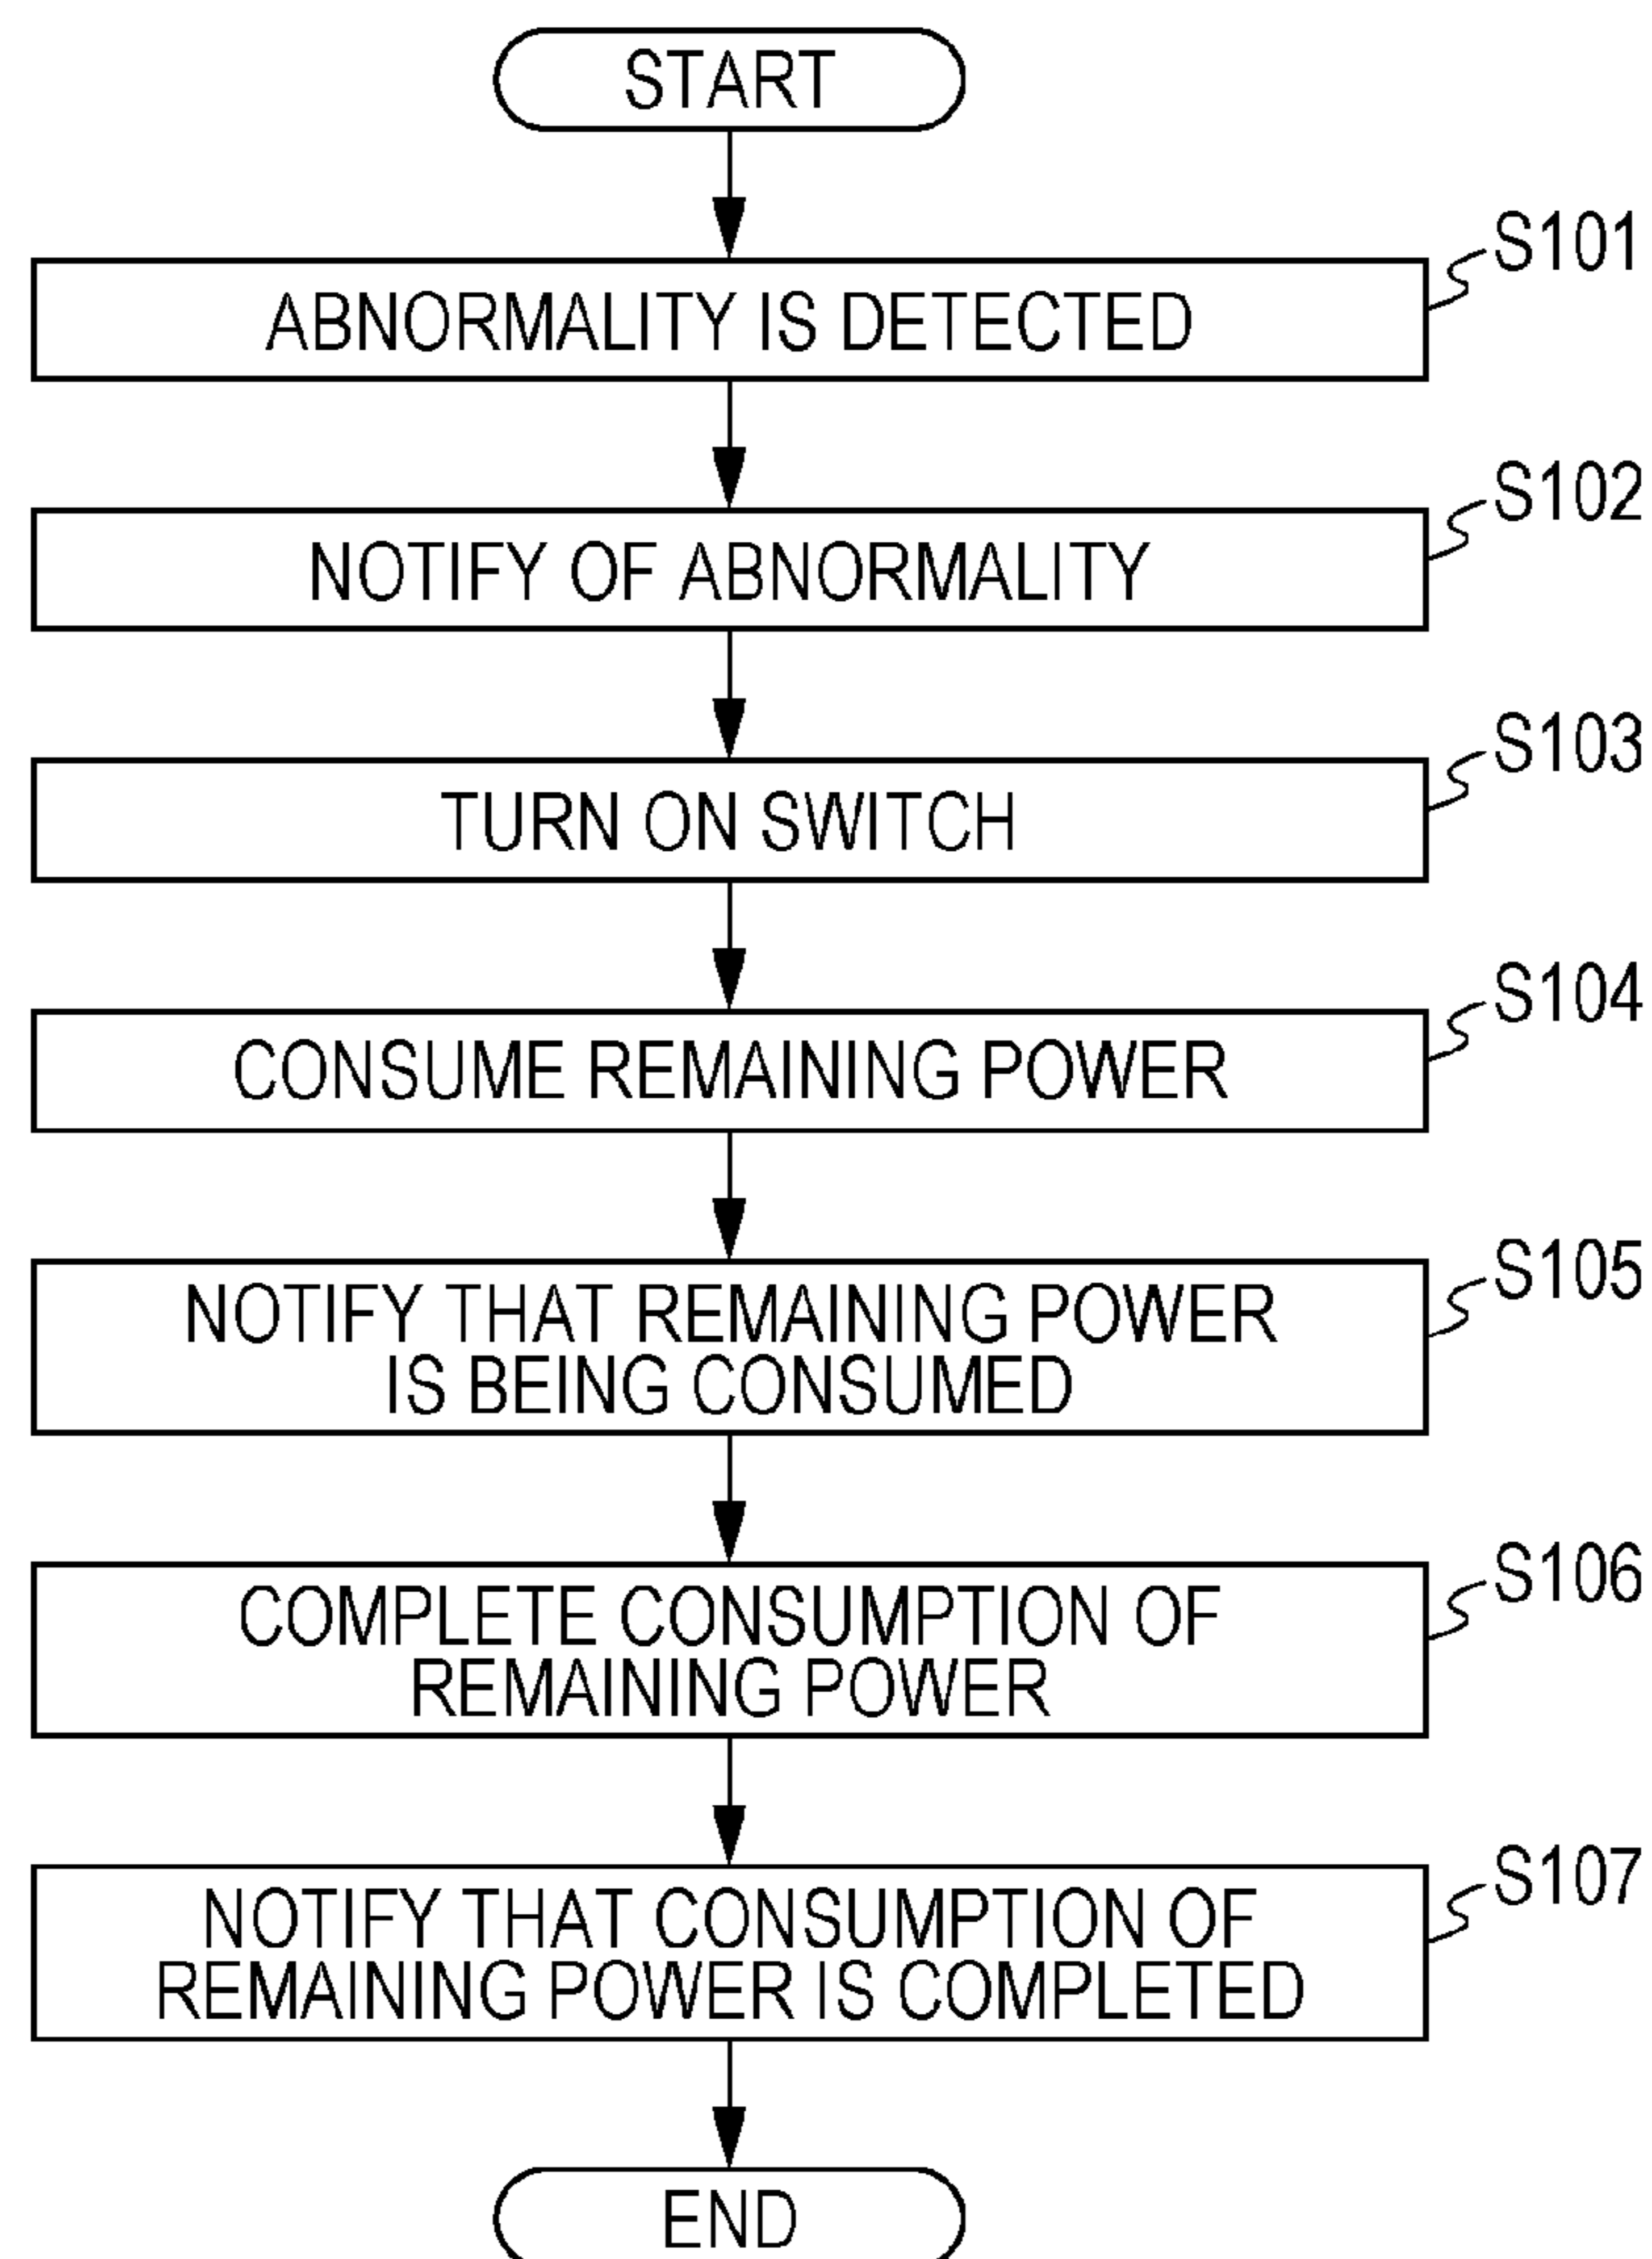 START
S101
ABNORMALITY IS DETECTED
S102
NOTIFY OF ABNORMALITY
S103
TURN ON SWITCH
S104
CONSUME REMAINING POWER
S105
NOTIFY THAT REMAINING POWER
IS BEING CONSUMED
S106
COMPLETE CONSUMPTION OF
REMAINING POWER
S107
NOTIFY THAT CONSUMPTION OF
REMAINING POWER IS COMPLETED
END